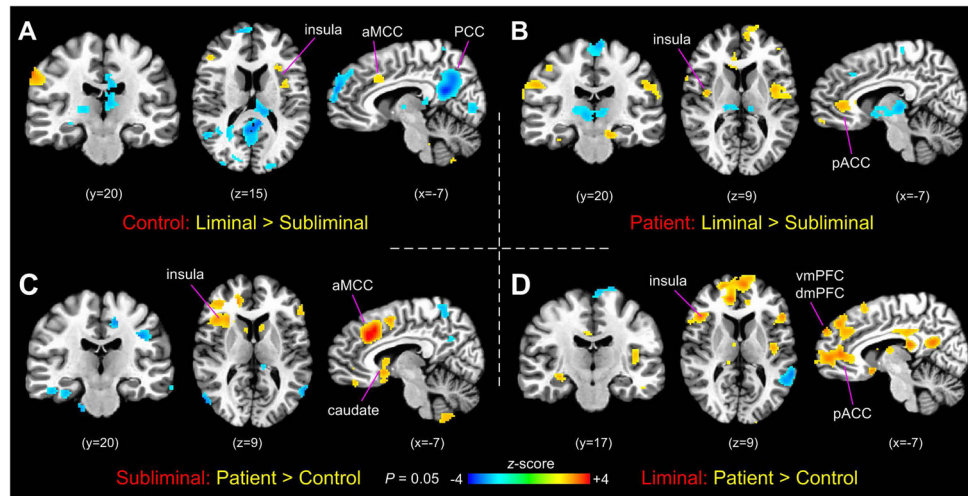 A
insula
aMCC
PCC
(y=20)
(z=15)
(x=-7)
Control: Liminal > Subliminal
B
insula
pACC
(y=20)
(z=9)
(x=-7)
Patient: Liminal > Subliminal
C
insula
aMCC
caudate
(y=20)
(z=9)
(x=-7)
Subliminal: Patient > Control
D
insula
vmPFC
dmPFC
pACC
(y=17)
(z=9)
(x=-7)
Liminal: Patient > Control
z-score
P = 0.05 -4 +4